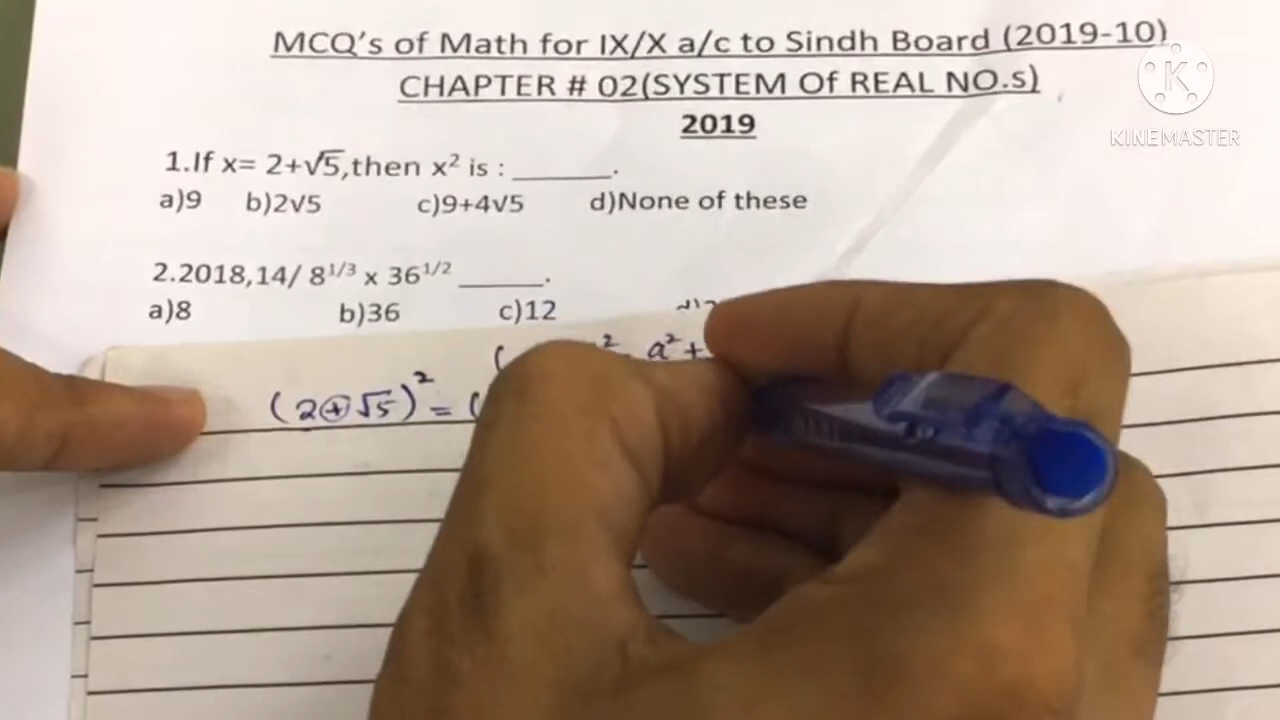 MCQ's of Math for IX/X a/c to Sindh Board (2019-10)
CHAPTER # 02(SYSTEM Of REAL NO.s)
2019
KINEMASTER
1.If x= 2+√5,then x² is : ______.
a)9 b)2√5 c)9+4√5 d)None of these
2.2018,14/ 8^1/3 x 36^1/2 _____.
a)8 b)36 c)12
( ² = a²+
(2+√5)² = (